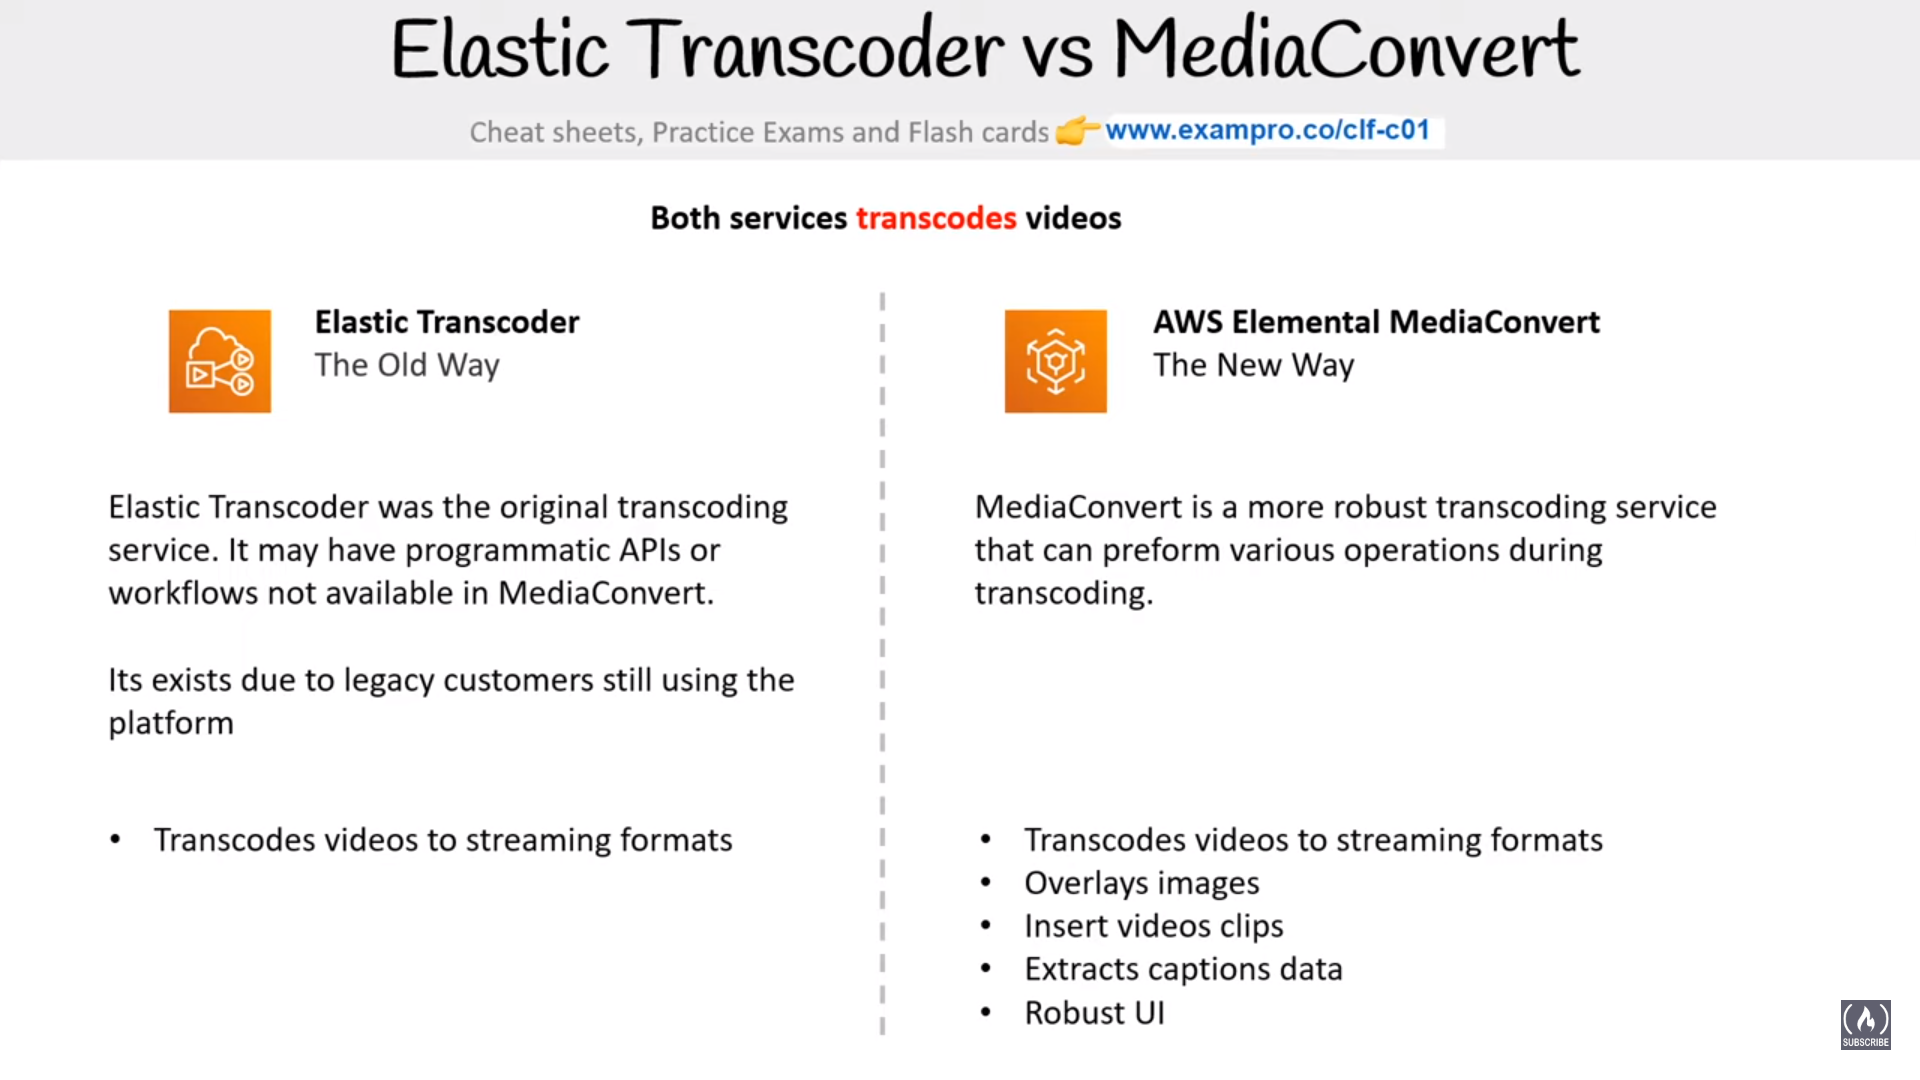 Elastic Transcoder vs MediaConvert
Cheat sheets, Practice Exams and Flash cards 👉 www.exampro.co/clf-c01
Both services transcodes videos
Elastic Transcoder
The Old Way
Elastic Transcoder was the original transcoding
service. It may have programmatic APIs or
workflows not available in MediaConvert.
Its exists due to legacy customers still using the
platform
• Transcodes videos to streaming formats
AWS Elemental MediaConvert
The New Way
MediaConvert is a more robust transcoding service
that can preform various operations during
transcoding.
• Transcodes videos to streaming formats
• Overlays images
• Insert videos clips
• Extracts captions data
• Robust UI
SUBSCRIBE